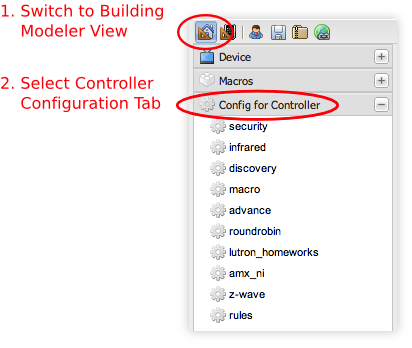 1. Switch to Building
Modeler View
Device
Macros
2. Select Controller
Configuration Tab
Config for Controller
security
infrared
discovery
macro
advance
roundrobin
lutron_homeworks
amx_ni
z-wave
rules